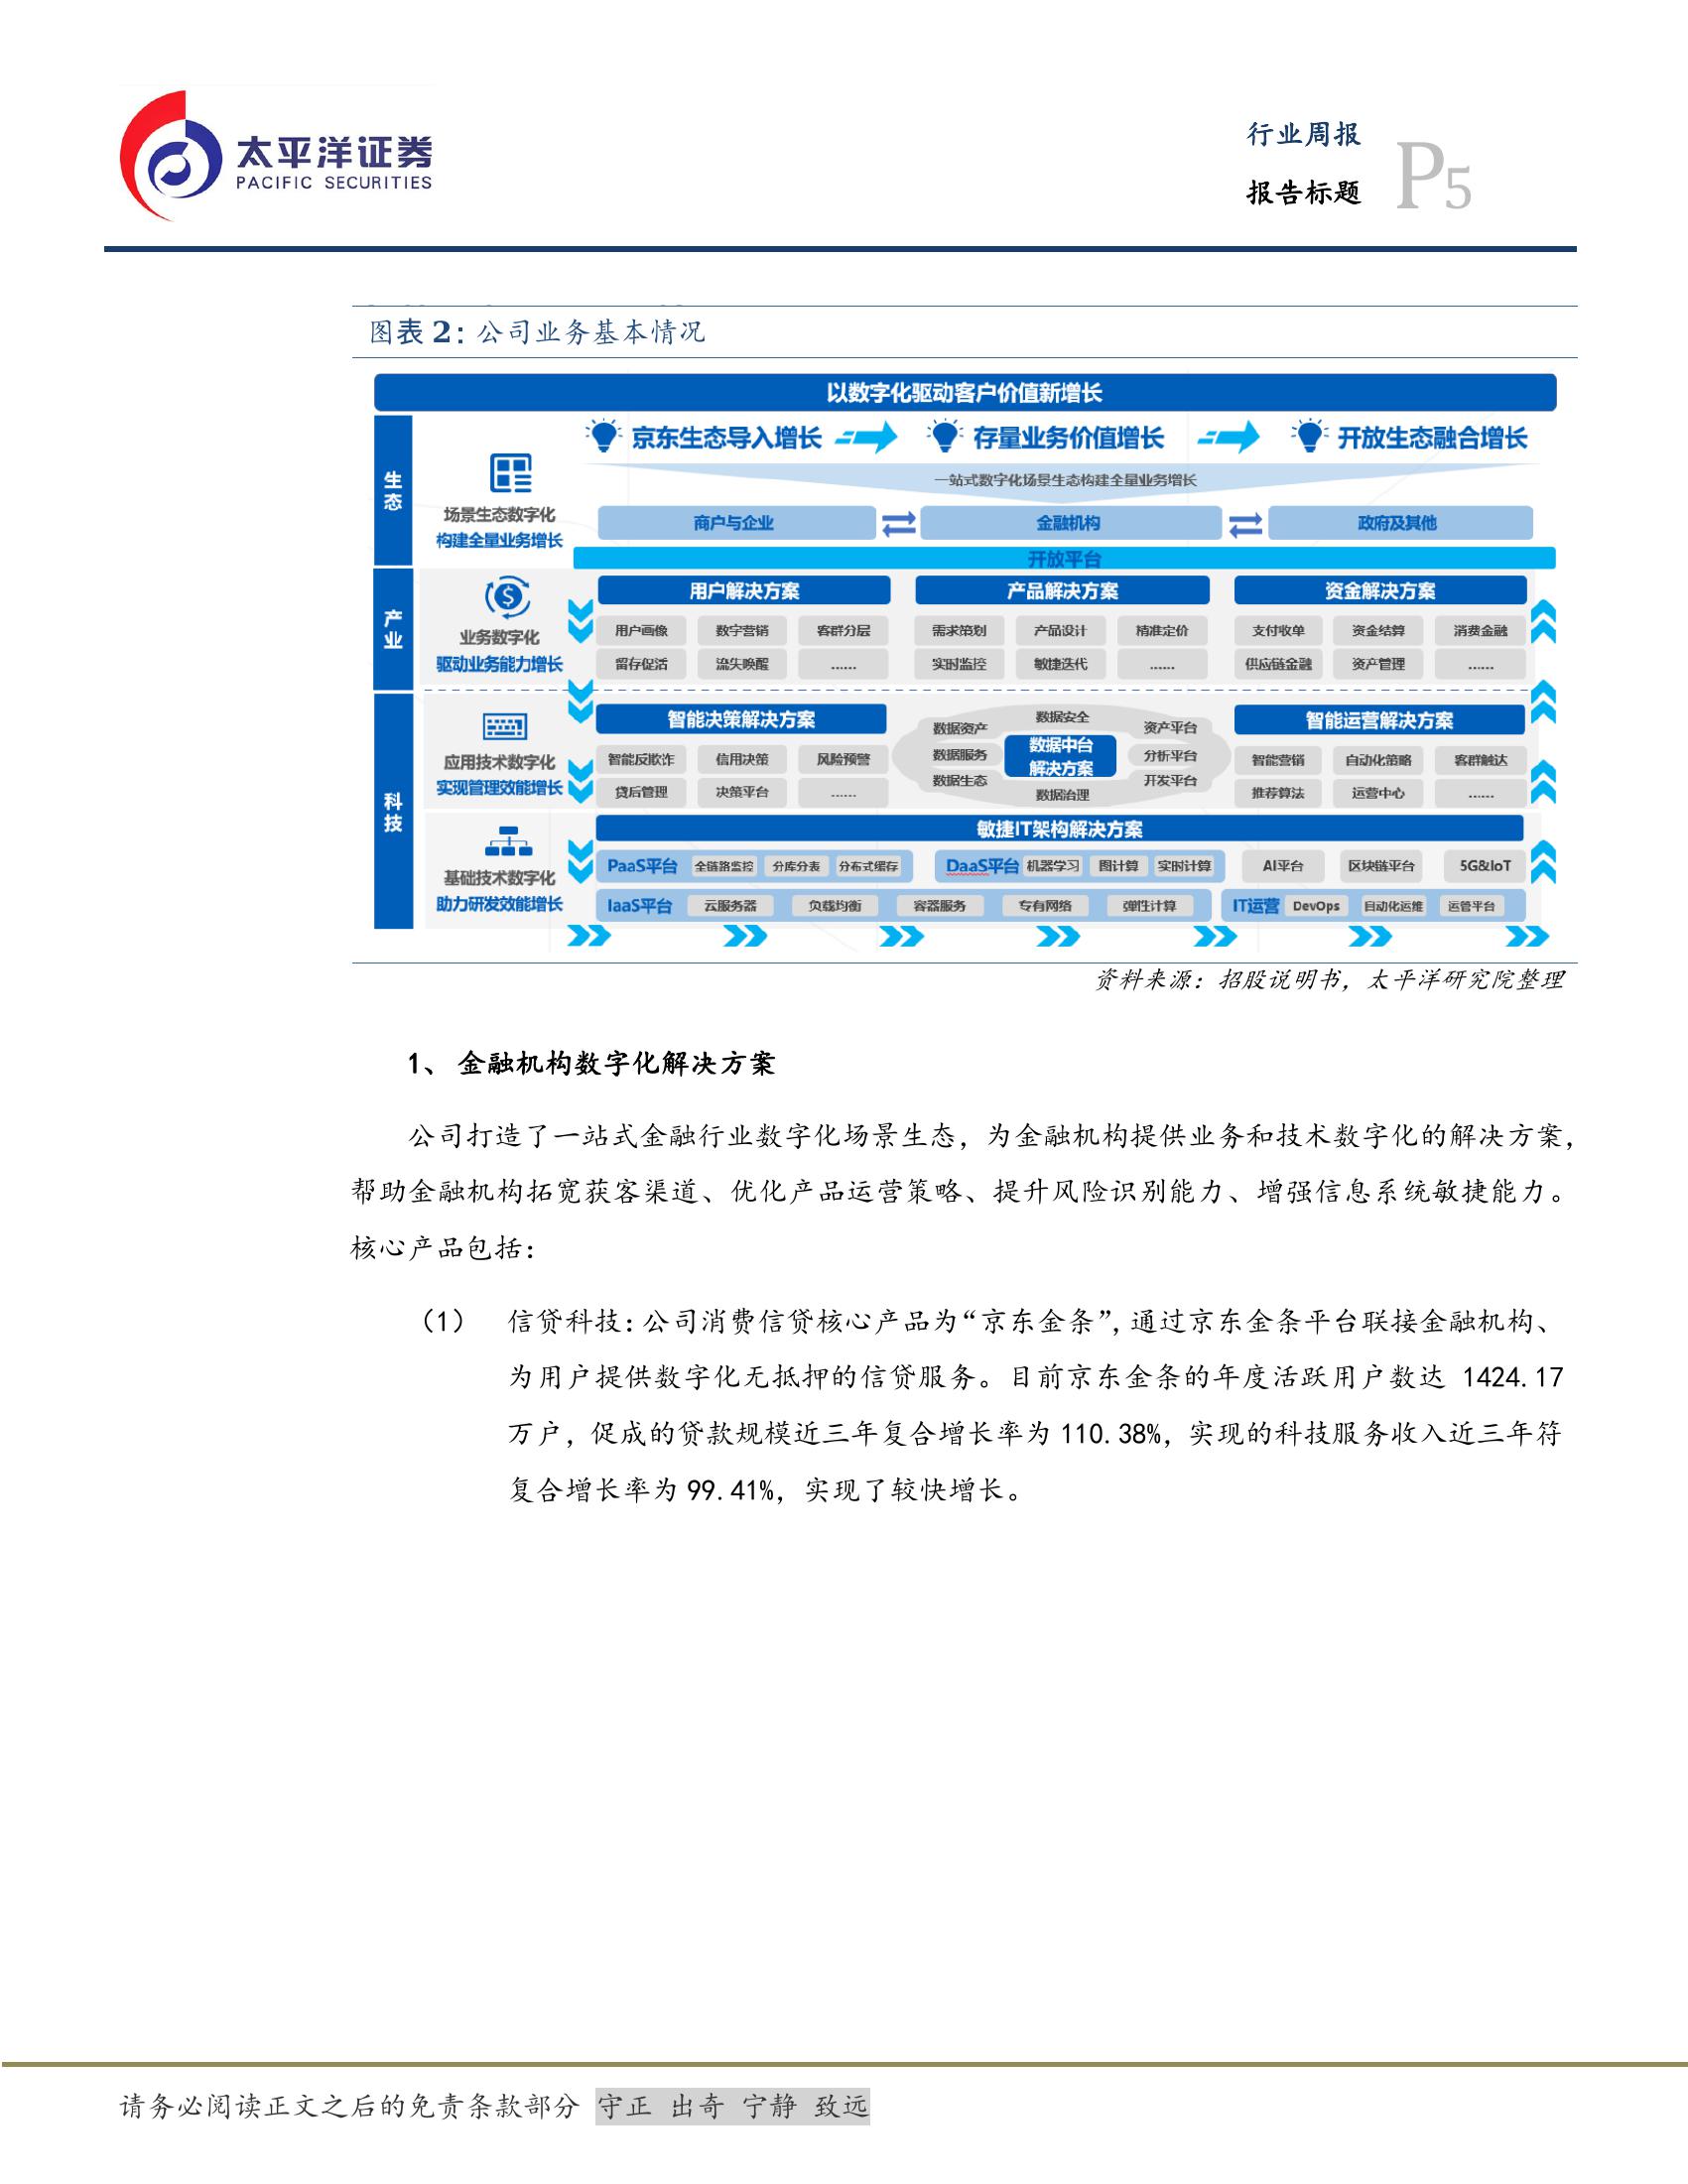 太平洋证券
PACIFIC SECURITIES
行业周报
报告标题
P5
图表 2：公司业务基本情况
以数字化驱动客户价值新增长
生态
场景生态数字化
构建全量业务增长
京东生态导入增长
存量业务价值增长
开放生态融合增长
一站式数字化场景生态构建全量业务增长
商户与企业
金融机构
政府及其他
开放平台
产业
业务数字化
驱动业务能力增长
用户解决方案
产品解决方案
资金解决方案
用户画像 数字营销 客群分层 需求策划 产品设计 精准定价 支付收单 资金结算 消费金融
留存促活 流失唤醒 …… 实时监控 敏捷迭代 …… 供应链金融 资产管理 ……
科技
应用技术数字化
实现管理效能增长
智能决策解决方案
智能反欺诈 信用决策 风险预警
贷后管理 决策平台 ……
数据资产 数据安全 资产平台
数据服务 数据中台 分析平台
解决方案
数据生态 数据治理 开发平台
智能运营解决方案
智能营销 自动化策略 客群触达
推荐算法 运营中心 ……
基础技术数字化
助力研发效能增长
敏捷IT架构解决方案
PaaS平台 全链路监控 分库分表 分布式缓存 DaaS平台 机器学习 图计算 实时计算 AI平台 区块链平台 5G&IoT
IaaS平台 云服务器 负载均衡 容器服务 专有网络 弹性计算 IT运营 DevOps 自动化运维 运管平台
资料来源：招股说明书，太平洋研究院整理
1、 金融机构数字化解决方案
公司打造了一站式金融行业数字化场景生态，为金融机构提供业务和技术数字化的解决方案，
帮助金融机构拓宽获客渠道、优化产品运营策略、提升风险识别能力、增强信息系统敏捷能力。
核心产品包括：
（1） 信贷科技：公司消费信贷核心产品为“京东金条”，通过京东金条平台联接金融机构、
为用户提供数字化无抵押的信贷服务。目前京东金条的年度活跃用户数达 1424.17
万户，促成的贷款规模近三年复合增长率为 110.38%，实现的科技服务收入近三年符
复合增长率为 99.41%，实现了较快增长。
请务必阅读正文之后的免责条款部分 守正 出奇 宁静 致远